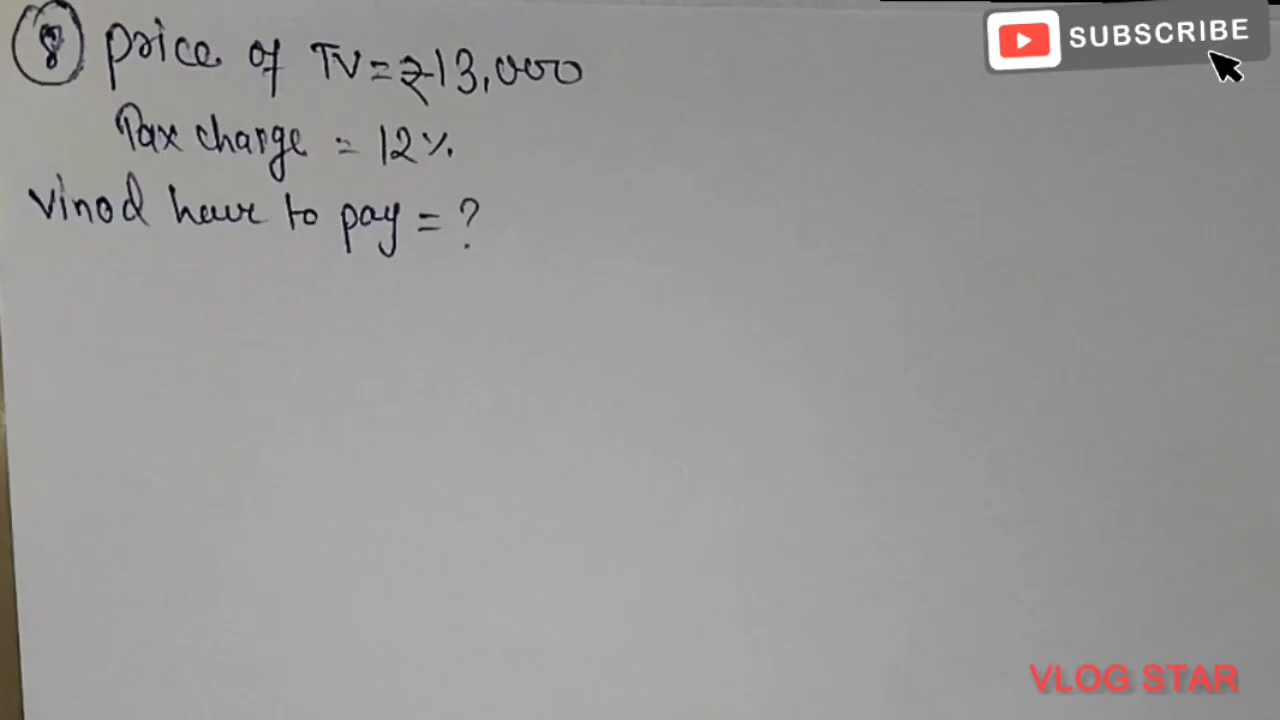 8 price of TV = ₹13,000
SUBSCRIBE
Tax charge = 12%
Vinod have to pay = ?
VLOG STAR